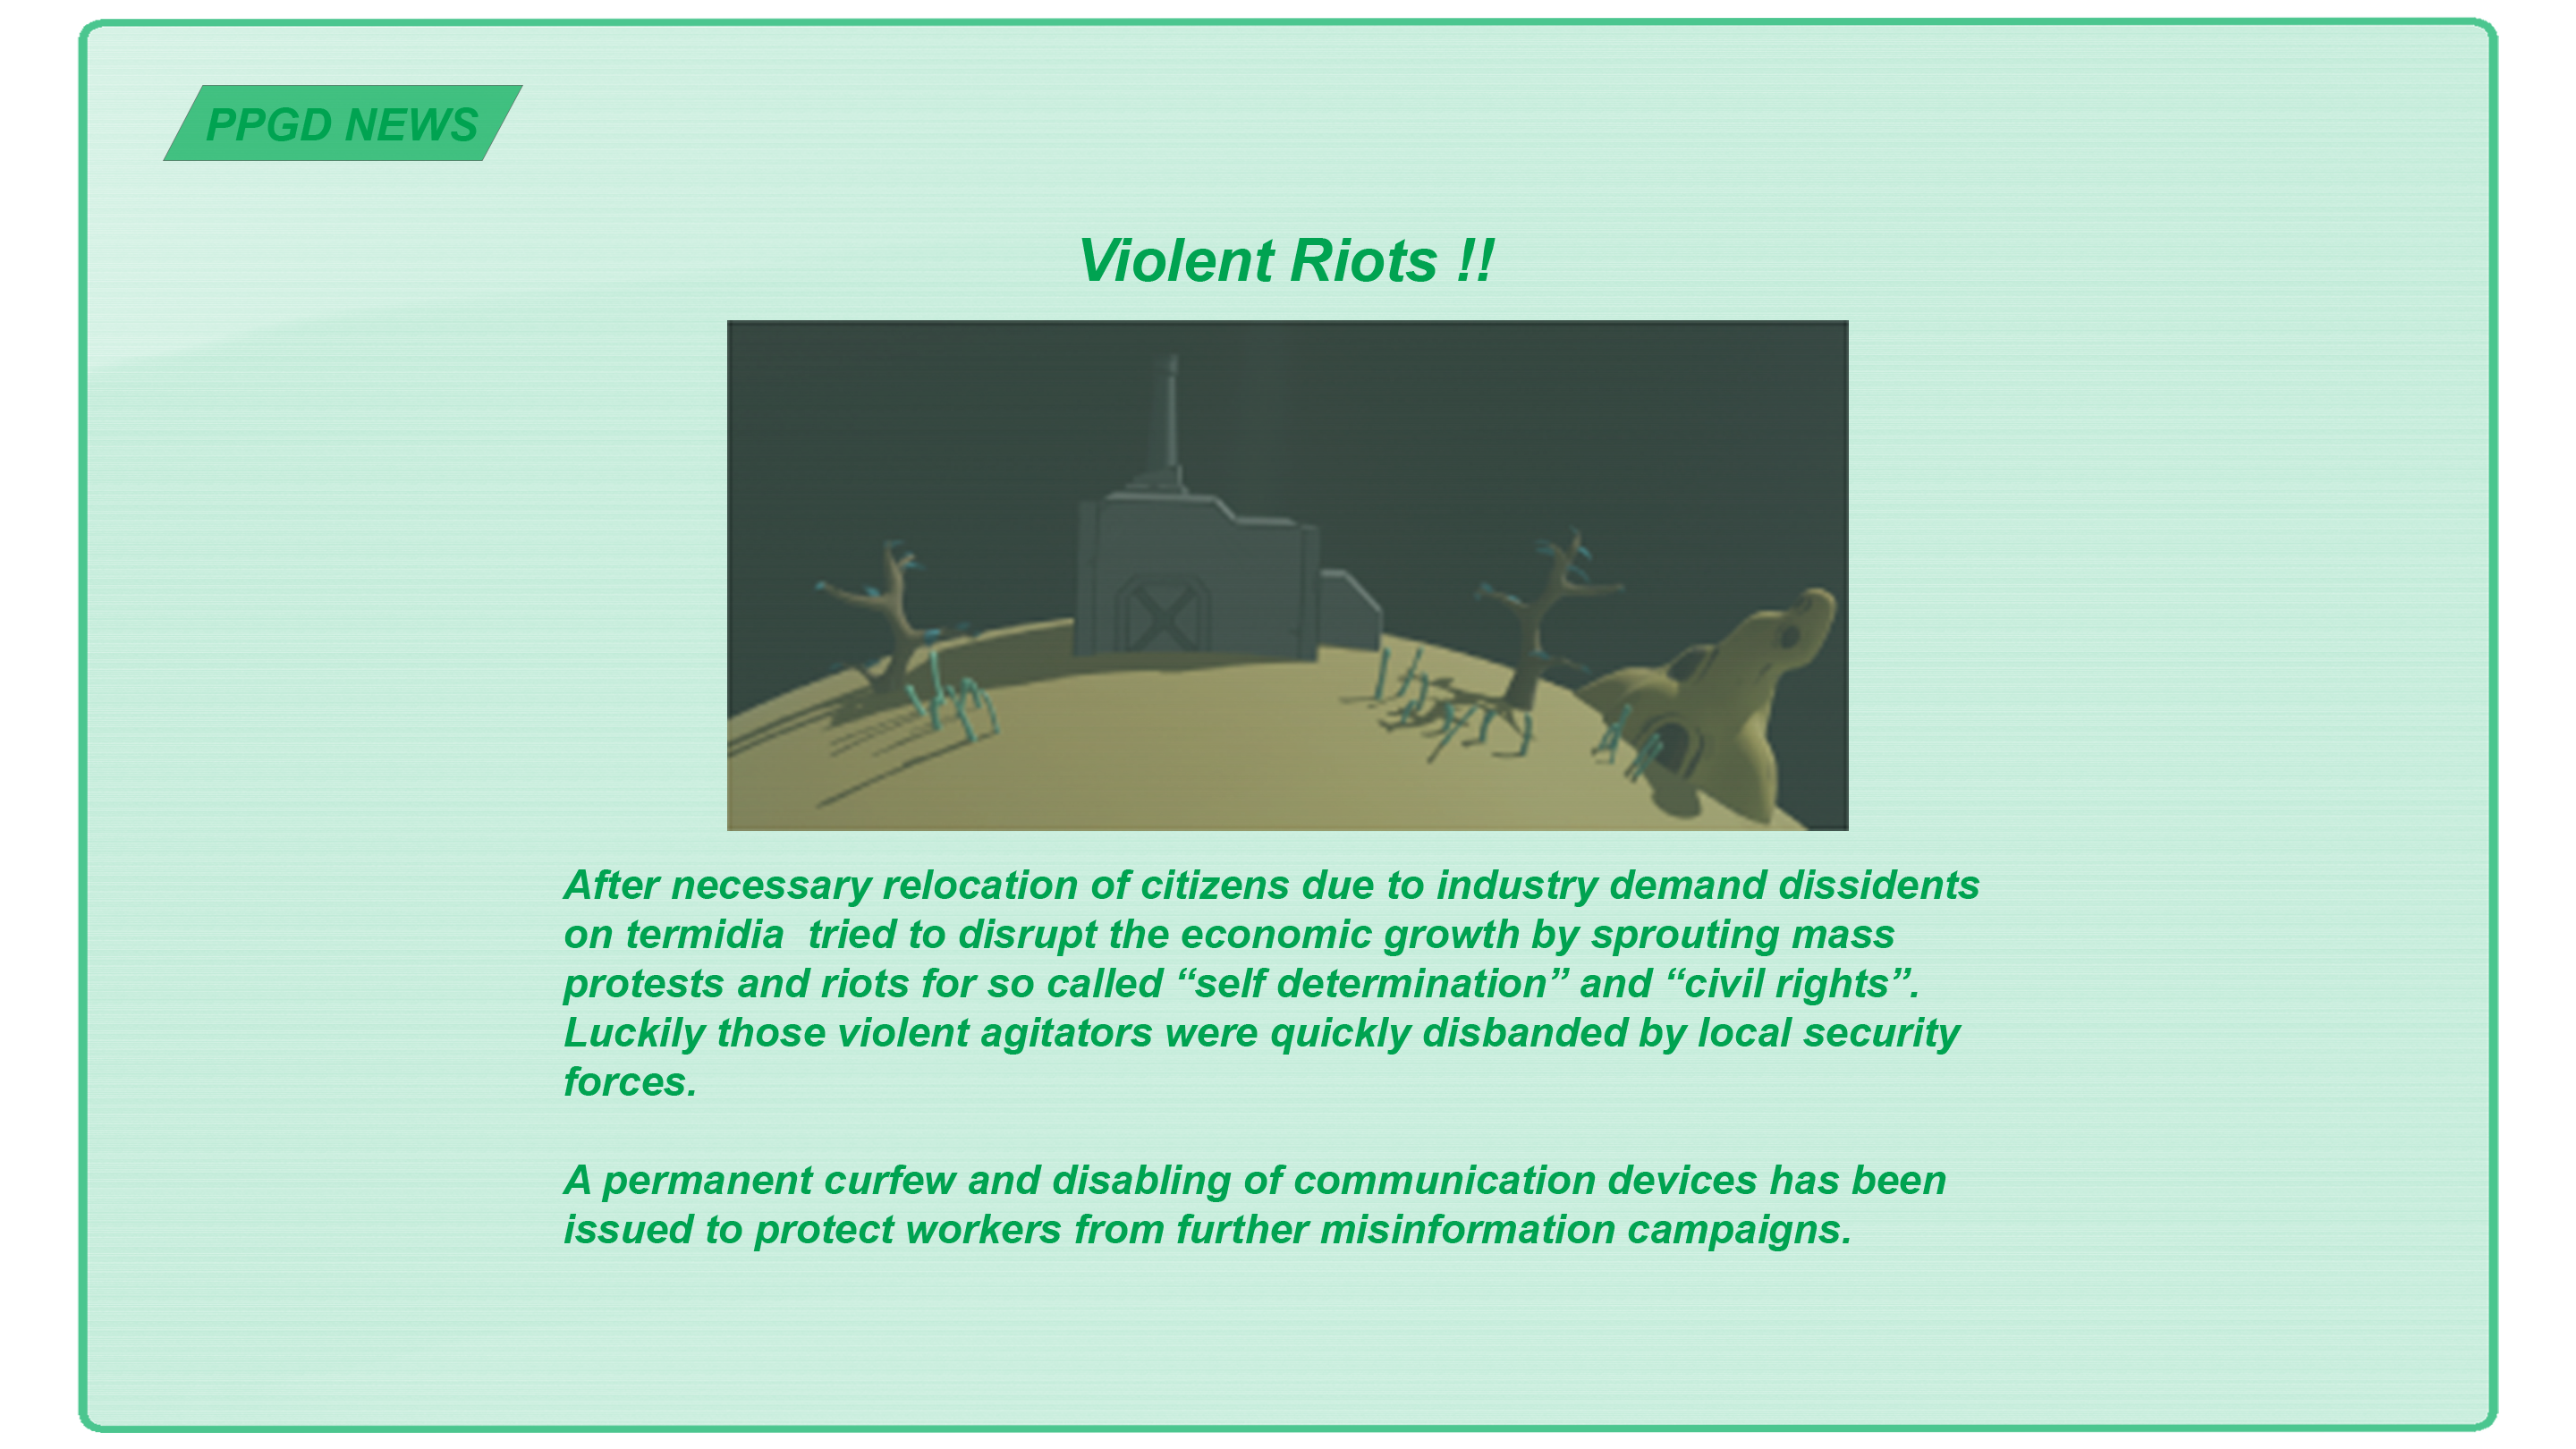 PPGD NEWS
Violent Riots !!
After necessary relocation of citizens due to industry demand dissidents
on termidia  tried to disrupt the economic growth by sprouting mass
protests and riots for so called “self determination” and “civil rights”.
Luckily those violent agitators were quickly disbanded by local security
forces.
A permanent curfew and disabling of communication devices has been
issued to protect workers from further misinformation campaigns.